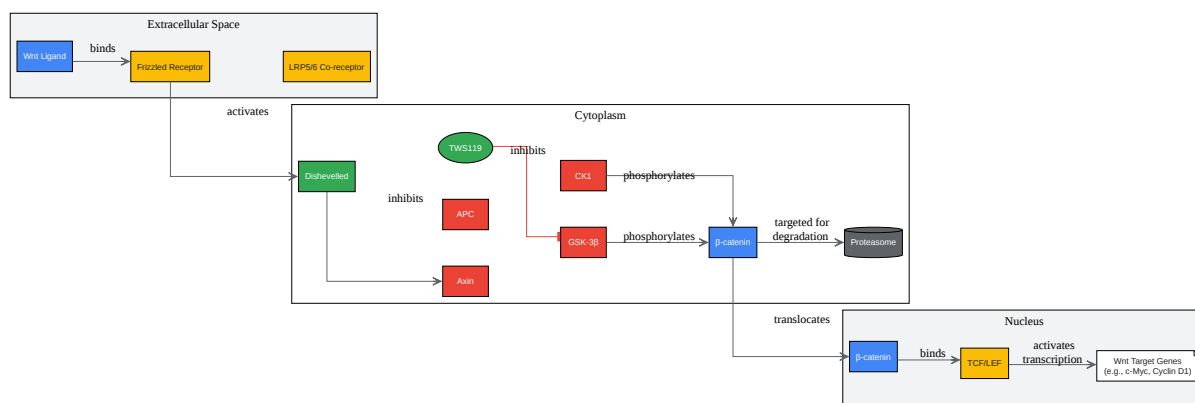 Extracellular Space
Wnt Ligand
binds
Frizzled Receptor
LRP5/6 Co-receptor
activates
Cytoplasm
TWS119
inhibits
Dishevelled
inhibits
APC
Axin
CK1
phosphorylates
GSK-3β
phosphorylates
β-catenin
targeted for
degradation
Proteasome
translocates
Nucleus
β-catenin
binds
TCF/LEF
activates
transcription
Wnt Target Genes
(e.g., c-Myc, Cyclin D1)